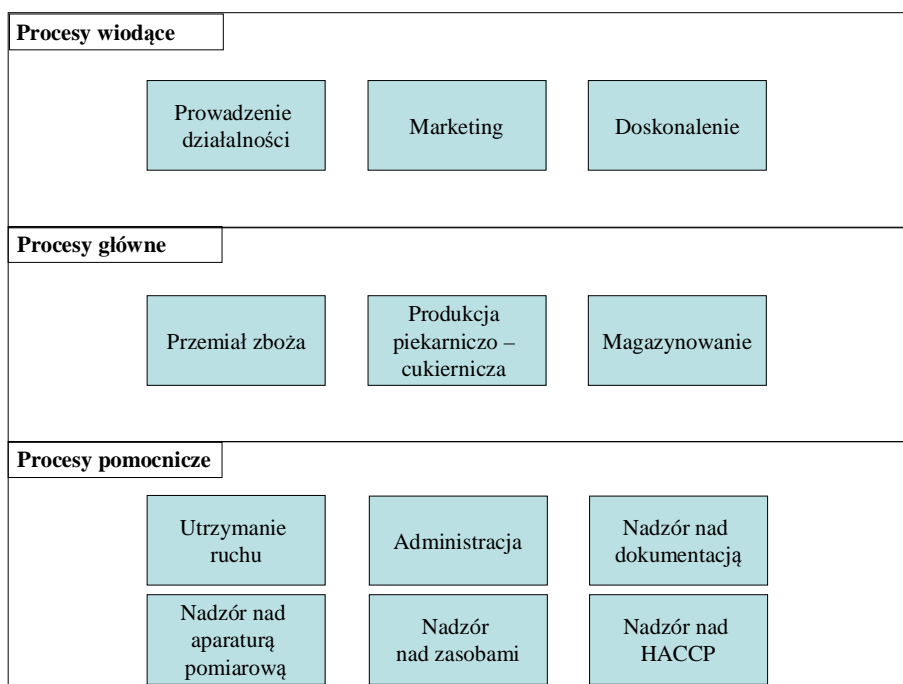 Procesy wiodące
Prowadzenie
działalności
Marketing
Doskonalenie
Procesy główne
Przemiał zboża
Produkcja
piekarniczo –
cukiernicza
Magazynowanie
Procesy pomocnicze
Utrzymanie
ruchu
Administracja
Nadzór nad
dokumentacją
Nadzór nad
aparaturą
pomiarową
Nadzór
nad zasobami
Nadzór nad
HACCP